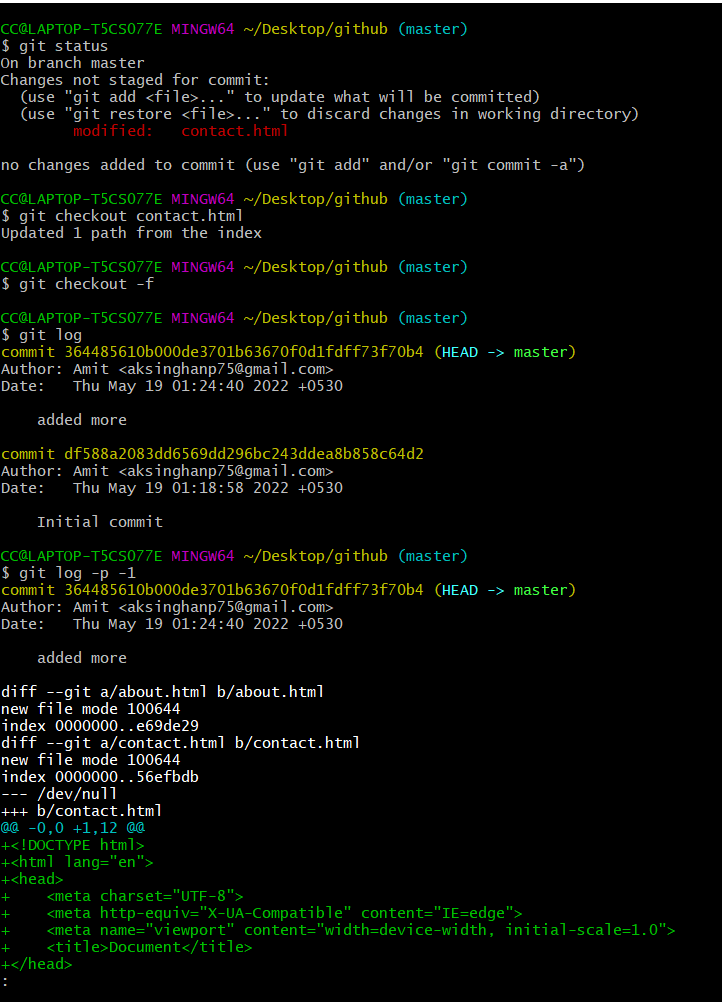 CC@LAPTOP-T5CSO77E MINGW64 ~/Desktop/github (master)
$ git status
On branch master
Changes not staged for commit:
  (use "git add <file>..." to update what will be committed)
  (use "git restore <file>..." to discard changes in working directory)
        modified:   contact.html

no changes added to commit (use "git add" and/or "git commit -a")

CC@LAPTOP-T5CSO77E MINGW64 ~/Desktop/github (master)
$ git checkout contact.html
Updated 1 path from the index

CC@LAPTOP-T5CSO77E MINGW64 ~/Desktop/github (master)
$ git checkout -f

CC@LAPTOP-T5CSO77E MINGW64 ~/Desktop/github (master)
$ git log
commit 364485610b000de3701b63670f0d1fdff73f70b4 (HEAD -> master)
Author: Amit <aksinghanp75@gmail.com>
Date:   Thu May 19 01:24:40 2022 +0530

    added more

commit df588a2083dd6569dd296bc243ddea8b858c64d2
Author: Amit <aksinghanp75@gmail.com>
Date:   Thu May 19 01:18:58 2022 +0530

    Initial commit

CC@LAPTOP-T5CSO77E MINGW64 ~/Desktop/github (master)
$ git log -p -1
commit 364485610b000de3701b63670f0d1fdff73f70b4 (HEAD -> master)
Author: Amit <aksinghanp75@gmail.com>
Date:   Thu May 19 01:24:40 2022 +0530

    added more

diff --git a/about.html b/about.html
new file mode 100644
index 0000000..e69de29
diff --git a/contact.html b/contact.html
new file mode 100644
index 0000000..56efbdb
--- /dev/null
+++ b/contact.html
@@ -0,0 +1,12 @@
+<!DOCTYPE html>
+<html lang="en">
+<head>
+    <meta charset="UTF-8">
+    <meta http-equiv="X-UA-Compatible" content="IE=edge">
+    <meta name="viewport" content="width=device-width, initial-scale=1.0">
+    <title>Document</title>
+</head>
: